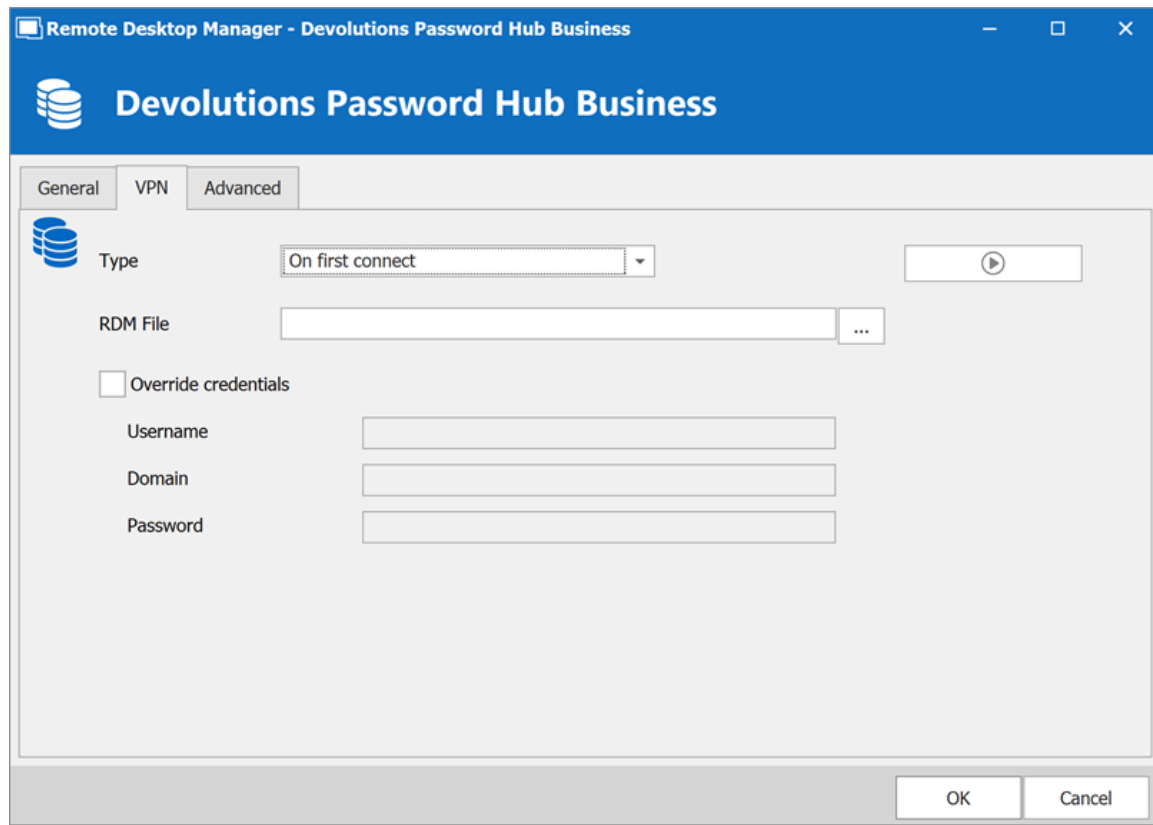 Remote Desktop Manager - Devolutions Password Hub Business
Devolutions Password Hub Business
General VPN Advanced
Type On first connect
RDM File ...
Override credentials
Username
Domain
Password
OK Cancel